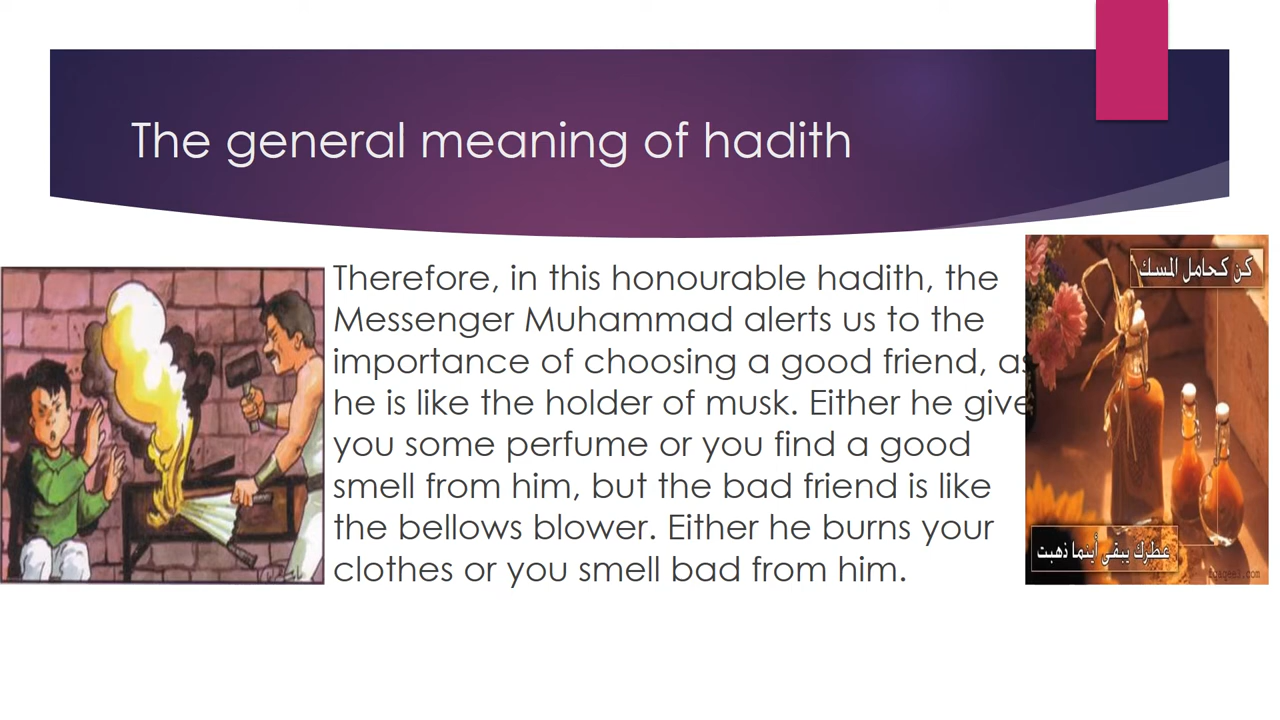 The general meaning of hadith
Therefore, in this honourable hadith, the
Messenger Muhammad alerts us to the
importance of choosing a good friend, as
he is like the holder of musk. Either he give
you some perfume or you find a good
smell from him, but the bad friend is like
the bellows blower. Either he burns your
clothes or you smell bad from him.
كن كحامل المسك
عطرك يبقى أينما ذهبت